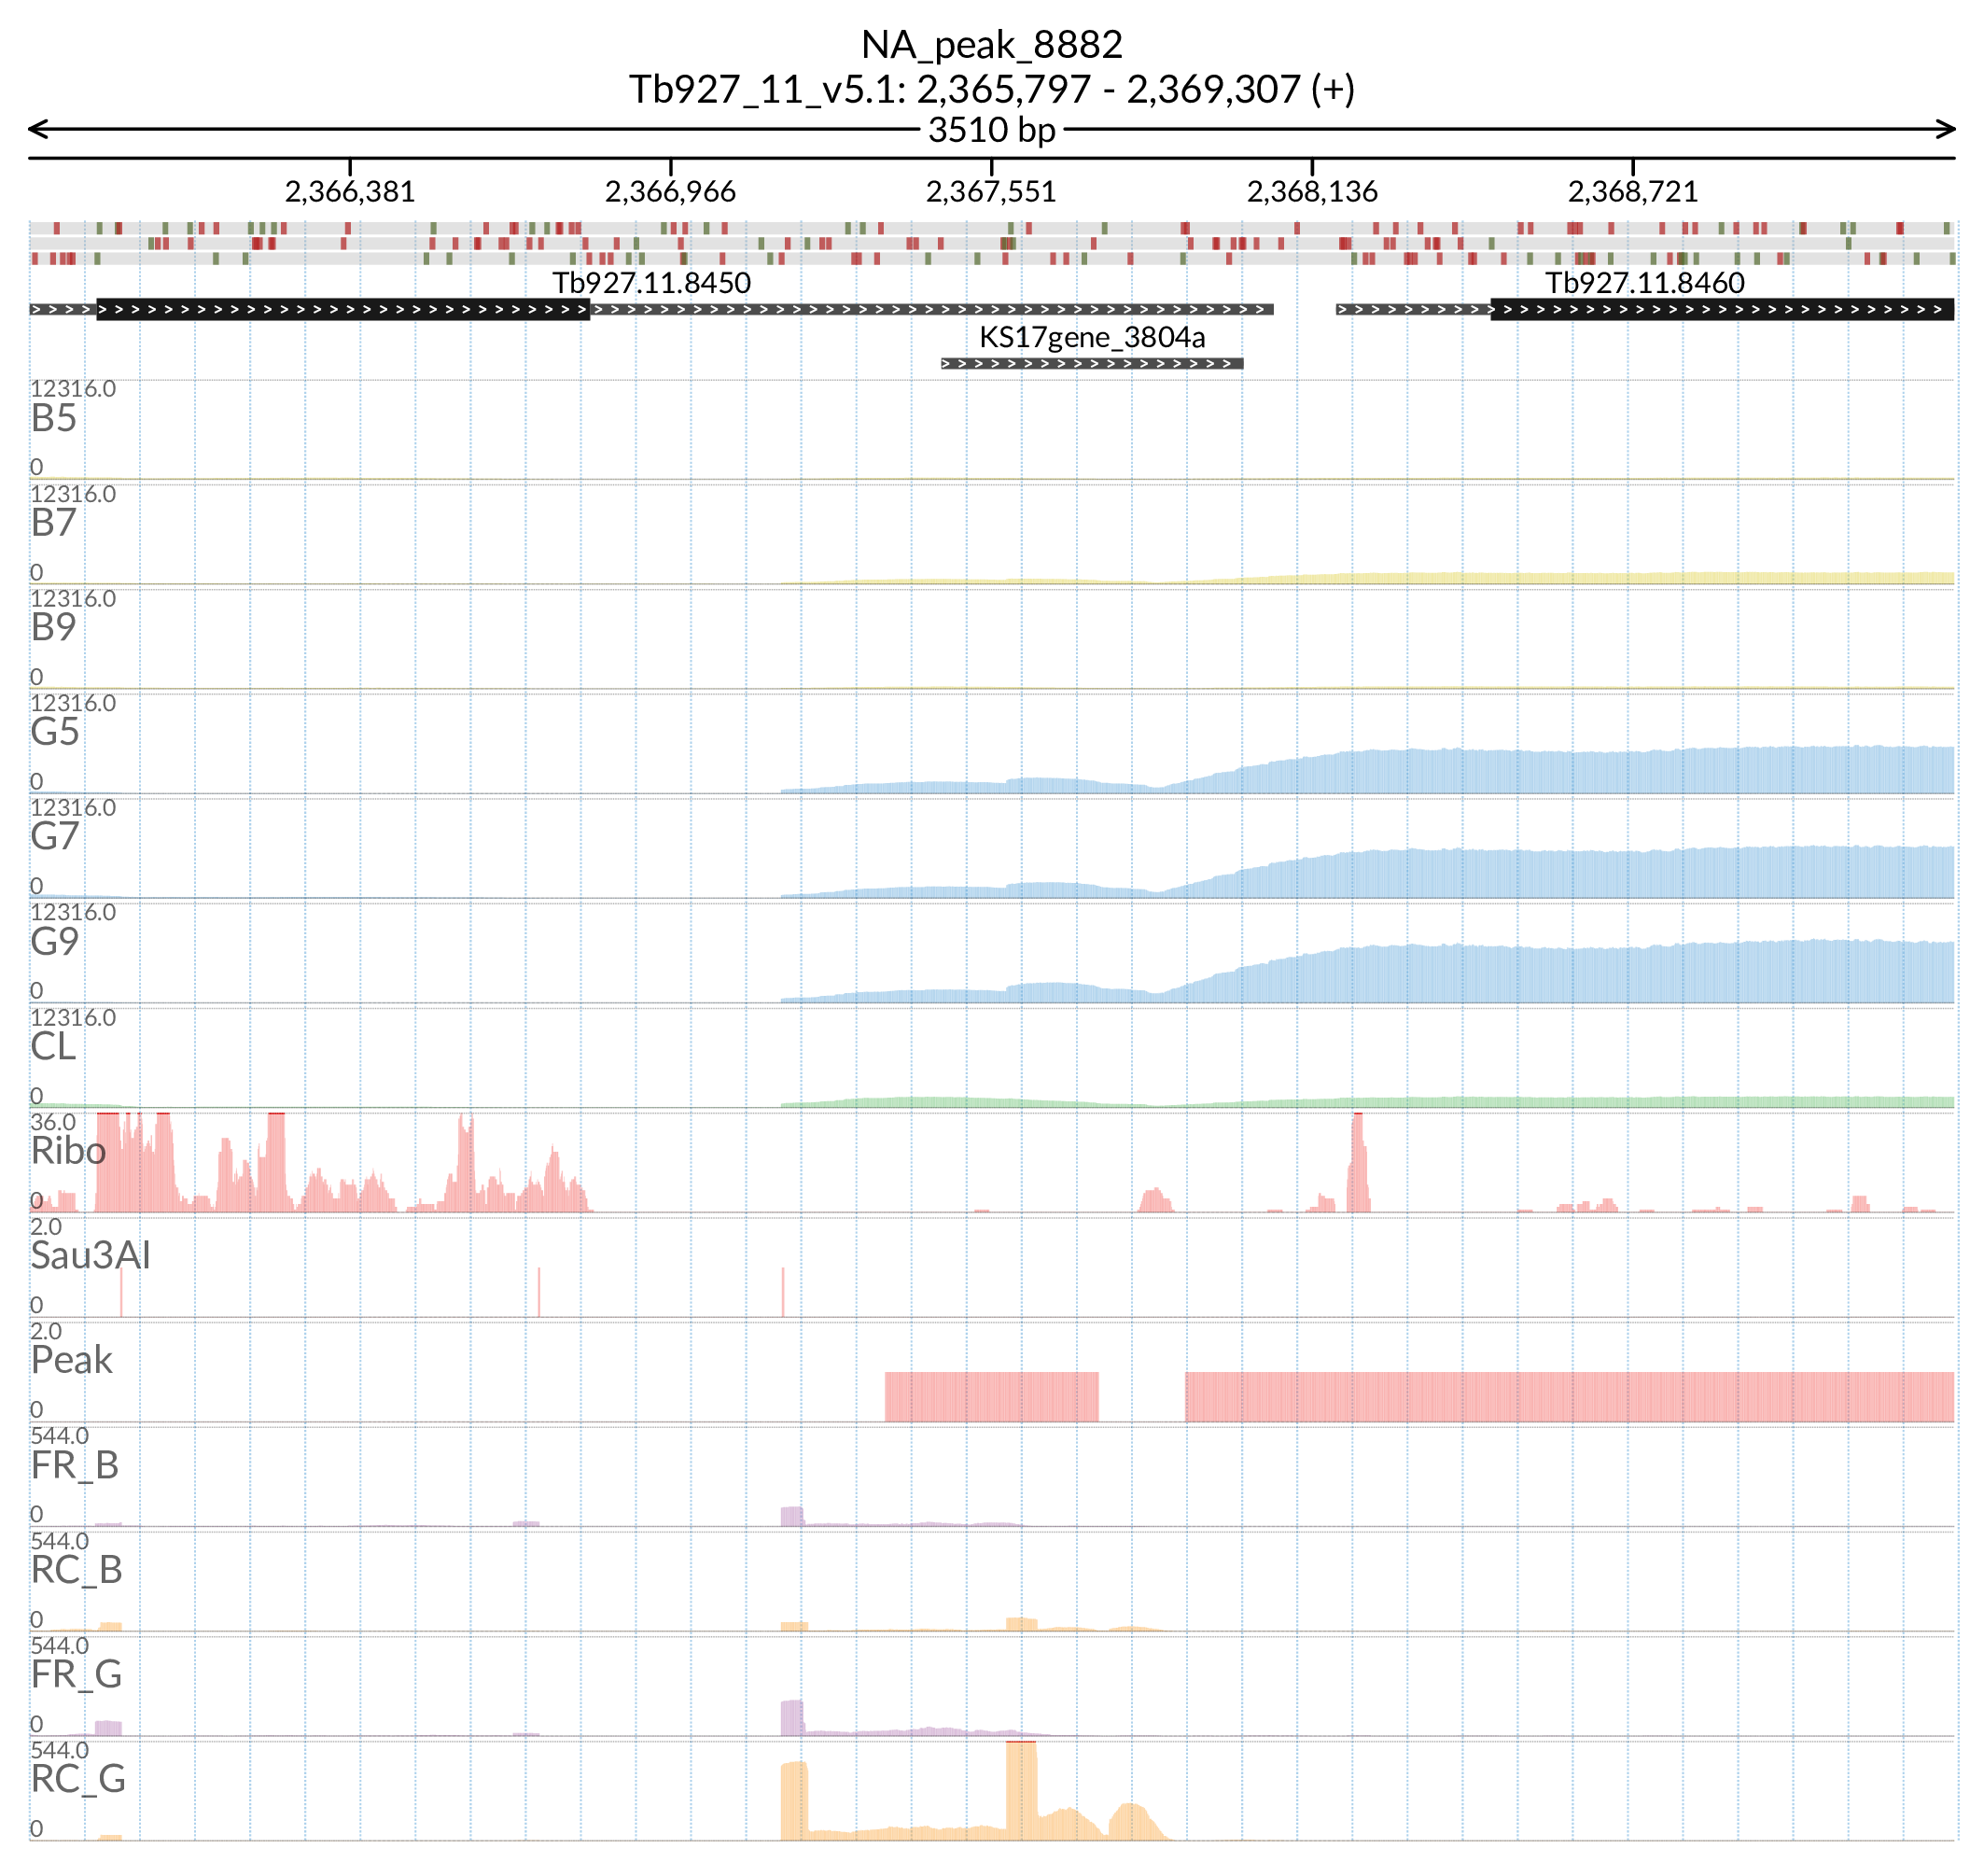 NA_peak_8882
Tb927_11_v5.1: 2,365,797 - 2,369,307 (+)
3510 bp
2,366,381 2,366,966 2,367,551 2,368,136 2,368,721
Tb927.11.8450 Tb927.11.8460
KS17gene_3804a
12316.0
B5
0
12316.0
B7
0
12316.0
B9
0
12316.0
G5
0
12316.0
G7
0
12316.0
G9
0
12316.0
CL
0
36.0
Ribo
0
2.0
Sau3AI
0
2.0
Peak
0
544.0
FR_B
0
544.0
RC_B
0
544.0
FR_G
0
544.0
RC_G
0